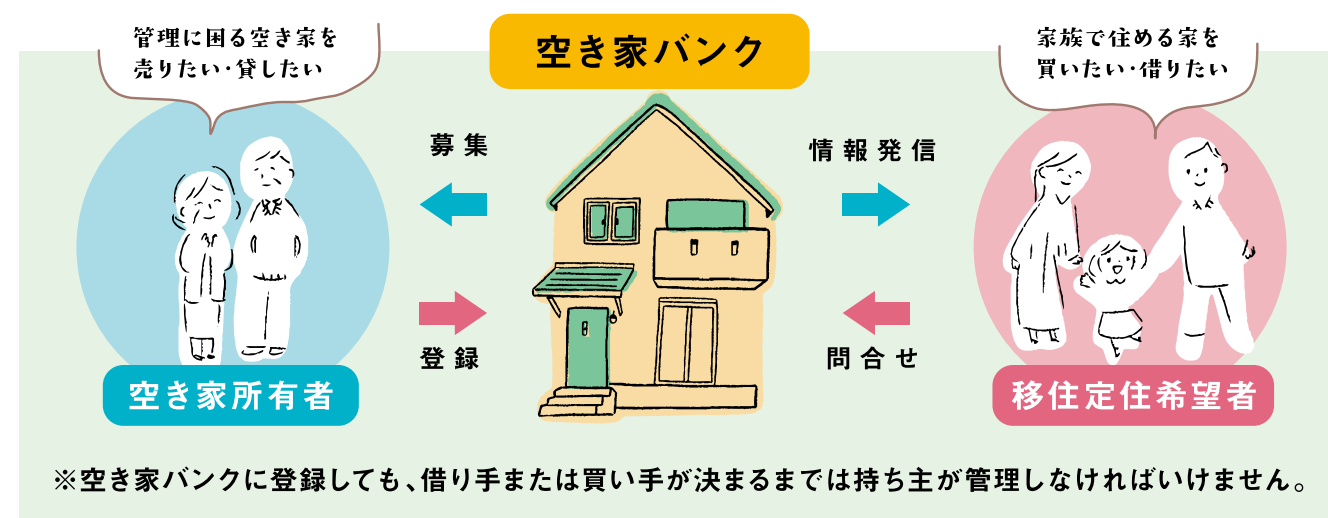 管理に困る空き家を
売りたい・貸したい
空き家バンク
家族で住める家を
買いたい・借りたい
募集
情報発信
登録
問合せ
空き家所有者
移住定住希望者
※空き家バンクに登録しても、借り手または買い手が決まるまでは持ち主が管理しなければいけません。